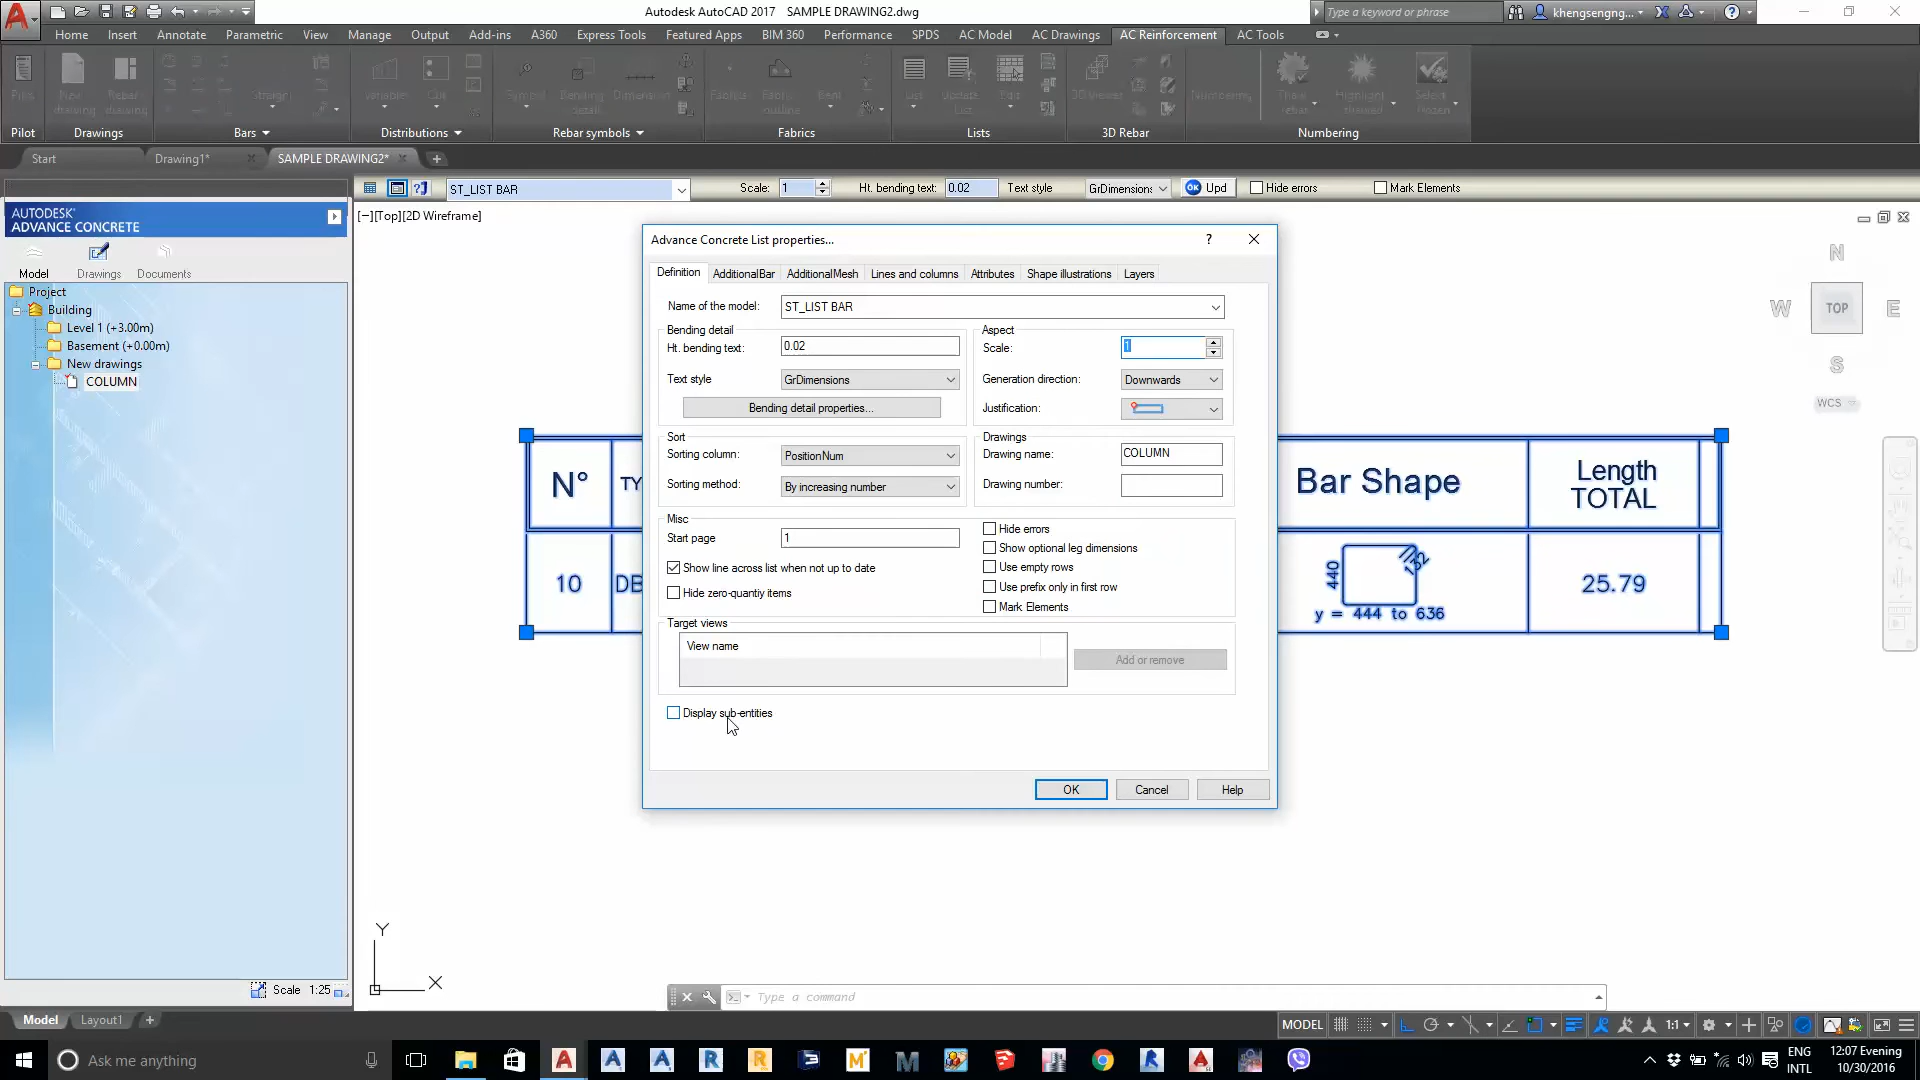 Autodesk AutoCAD 2017 SAMPLE DRAWING2.dwg
Type a keyword or phrase
khengsengng...
Home Insert Annotate Parametric View Manage Output Add-ins A360 Express Tools Featured Apps BIM 360 Performance SPDS AC Model AC Drawings AC Reinforcement AC Tools
Pilot Drawings Bars Distributions Rebar symbols Fabrics Lists 3D Rebar Numbering
Start Drawing1* SAMPLE DRAWING2*
ST_LIST BAR Scale: 1 Ht. bending text: 0.02 Text style GrDimensions OK Upd Hide errors Mark Elements
AUTODESK®
ADVANCE CONCRETE
Model Drawings Documents
Project
Building
Level 1 (+3.00m)
Basement (+0.00m)
New drawings
COLUMN
Scale 1:25
[−][Top][2D Wireframe]
Advance Concrete List properties...
Definition AdditionalBar AdditionalMesh Lines and columns Attributes Shape illustrations Layers
Name of the model: ST_LIST BAR
Bending detail
Ht. bending text: 0.02
Text style GrDimensions
Bending detail properties...
Aspect
Scale: 1
Generation direction: Downwards
Justification:
Sort
Sorting column: PositionNum
Sorting method: By increasing number
Drawings
Drawing name: COLUMN
Drawing number:
Misc
Start page 1
Show line across list when not up to date
Hide zero-quantiy items
Hide errors
Show optional leg dimensions
Use empty rows
Use prefix only in first row
Mark Elements
Target views
View name
Add or remove
Display sub-entities
OK Cancel Help
N
W TOP E
S
WCS
N° TY Bar Shape Length
TOTAL
10 DB 440 132 25.79
y = 444 to 636
Y
X
Type a command
Model Layout1
MODEL 1:1
Ask me anything
ENG
INTL
12:07 Evening
10/30/2016